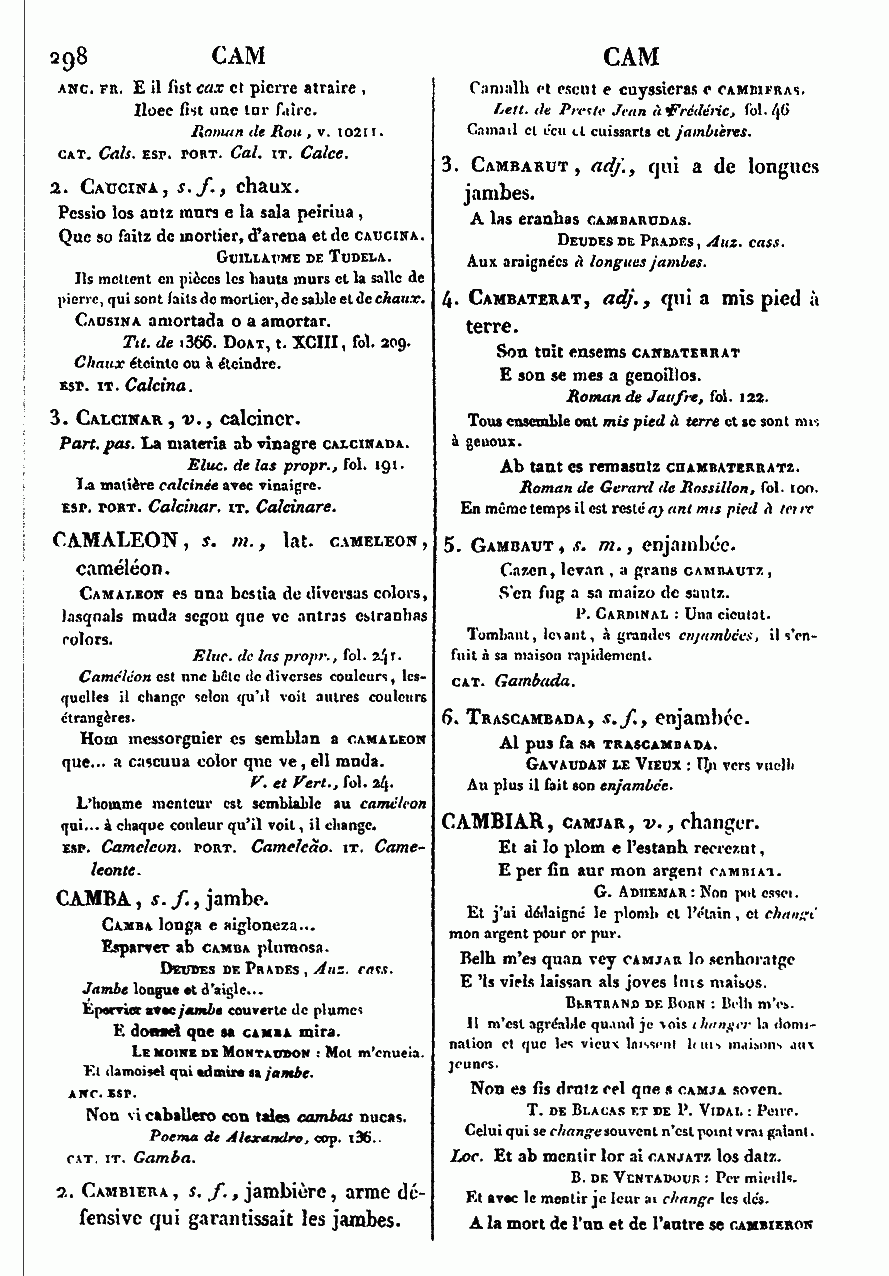 298 CAM CAM
ANC. FR. E il fist cax et pierre atraire,
Iloec fist une tur faire.
Roman de Rou, v. 10211.
CAT. Cals. ESP. PORT. Cal. IT. Calce.
2. CAUCINA, s. f., chaux.
Pessio los autz murs e la sala peirina,
Que so faitz de mortier, d'arena et de CAUCINA.
GUILLAUME DE TUDELA.
Ils mettent en pièces les hauts murs et la salle de
pierre, qui sont faits de mortier, de sable et de chaux.
CAUSINA amortada o a amortar.
Tit. de 1366. DOAT, t. XCIII, fol. 209.
Chaux éteinte ou à éteindre.
ESP. IT. Calcina.
3. CALCINAR, v., calciner.
Part. pas. La materia ab vinagre CALCINADA.
Eluc. de las propr., fol. 191.
La matière calcinée avec vinaigre.
ESP. PORT. Calcinar. IT. Calcinare.
CAMALEON, s. m., lat. CAMELEON,
caméléon.
CAMALEON es una bestia de diversas colors,
lasquals muda segou que ve autras estranhas
colors.
Eluc. de las propr., fol. 241.
Caméléon est une bête de diverses couleurs, les-
quelles il change selon qu'il voit autres couleurs
étrangères.
Hom messorguier es semblan a CAMALEON
que... a cascuua color que ve, ell muda.
V. et Vert., fol. 24.
L'homme menteur est semblable au caméléon
qui... à chaque couleur qu'il voit, il change.
ESP. Cameleon. PORT. Cameleão. IT. Came-
leonte.
CAMBA, s. f., jambe.
CAMBA longa e aigloneza...
Esparver ab CAMBA plumosa.
DEUDES DE PRADES, Auz. cass.
Jambe longue et d'aigle...
Épervier avec jambe couverte de plumes
E donsel que sa CAMBA mira.
LE MOINE DE MONTAUDON : Mot m'enueia.
Et damoisel qui admire sa jambe.
ANC. ESP.
Non vi caballero con tales cambas nucas.
Poema de Alexandro, cop. 136..
CAT. IT. Gamba.
2. CAMBIERA, s. f., jambière, arme dé-
fensive qui garantissait les jambes.
Camalh et escut e cuyssieras e CAMBIERAS.
Lett. de Preste Jean à Frédéric, fol. 46
Camail et écu et cuissarts et jambières.
3. CAMBARUT, adj., qui a de longues
jambes.
A las eranhas CAMBARUDAS.
DEUDES DE PRADES, Auz. cass.
Aux araignées à longues jambes.
4. CAMBATERAT, adj., qui a mis pied à
terre.
Son tuit ensems CANBATERRAT
E son se mes a genoillos.
Roman de Jaufre, fol. 122.
Tous ensemble ont mis pied à terre et se sont mis
à genoux.
Ab tant es remasutz CHAMBATERRATZ.
Roman de Gerard de Rossillon, fol. 100.
En même temps il est resté ayant mis pied à terre
5. GAMBAUT, s. m., enjambée.
Cazen, levan, a grans GAMBAUTZ,
S'en fug a sa maizo de sautz.
P. CARDINAL : Una cieutat.
Tombant, levant, à grandes enjambées, il s'en-
fuit à sa maison rapidement.
CAT. Gambada.
6. TRASCAMBADA, s. f., enjambée.
Al pus fa sa TRASCAMBADA.
GAVAUDAN LE VIEUX : Un vers vuelh
Au plus il fait son enjambée.
CAMBIAR, CAMJAR, v., changer.
Et ai lo plom e l'estanh recrezut,
E per fin aur mon argent CAMBIAT.
G. ADHEMAR : Non pot esser.
Et j'ai dédaigné le plomb et l'étain, et changé
mon argent pour or pur.
Belh m'es quan vey CAMJAR lo senhoratge
E 'ls viels laissan als joves lurs maisos.
BERTRAND DE BORN : Belh m'es.
Il m'est agréable quand je vois changer la domi-
nation et que les vieux laissent leurs maisons aux
jeunes.
Non es fis drutz cel que s CAMJA soven.
T. DE BLACAS ET DE P. VIDAL : Peire.
Celui qui se change souvent n'est point vrai galant.
Loc. Et ab mentir lor ai CANJATZ los datz.
B. DE VENTADOUR : Per mieills.
Et avec le mentir je leur ai change les dés.
A la mort de l'un et de l'autre se CAMBIERON